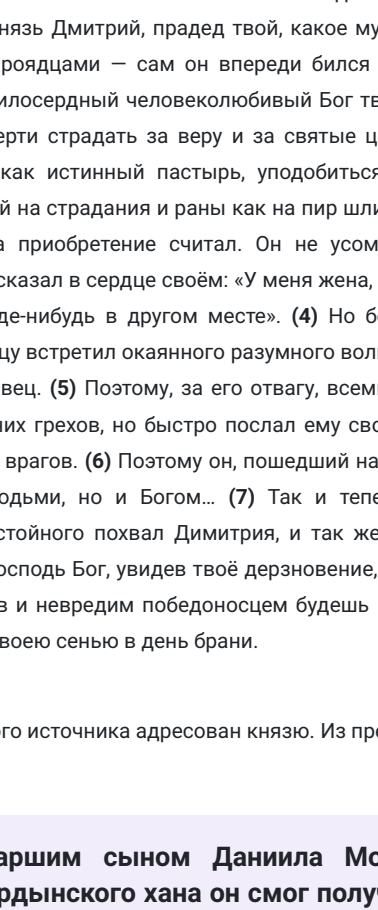 нязь Дмитрий, прадед твой, какое му
роядцами — сам он впереди бился
илосердный человеколюбивый Бог тв
ерти страдать за веру и за святые ц
как истинный пастырь, уподобиться
й на страдания и раны как на пир шли
а приобретение считал. Он не усом
сказал в сердце своём: «У меня жена,
де-нибудь в другом месте». (4) Но б
цу встретил окаянного разумного вол
вец. (5) Поэтому, за его отвагу, всем
них грехов, но быстро послал ему сво
врагов. (6) Поэтому он, пошедший на
одьми, но и Богом... (7) Так и тепе
стойного похвал Димитрия, и так же
осподь Бог, увидев твоё дерзновение,
в и невредим победоносцем будешь
воею сенью в день брани.
го источника адресован князю. Из пре
аршим сыном Даниила Мо
рдынского хана он смог получ